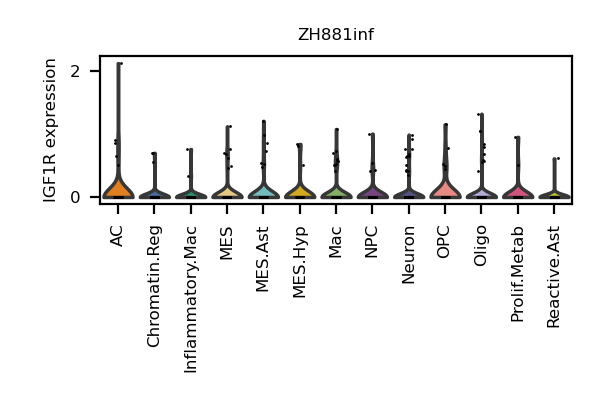 ZH881inf
IGF1R expression
2
0
AC
Chromatin.Reg
Inflammatory.Mac
MES
MES.Ast
MES.Hyp
Mac
NPC
Neuron
OPC
Oligo
Prolif.Metab
Reactive.Ast